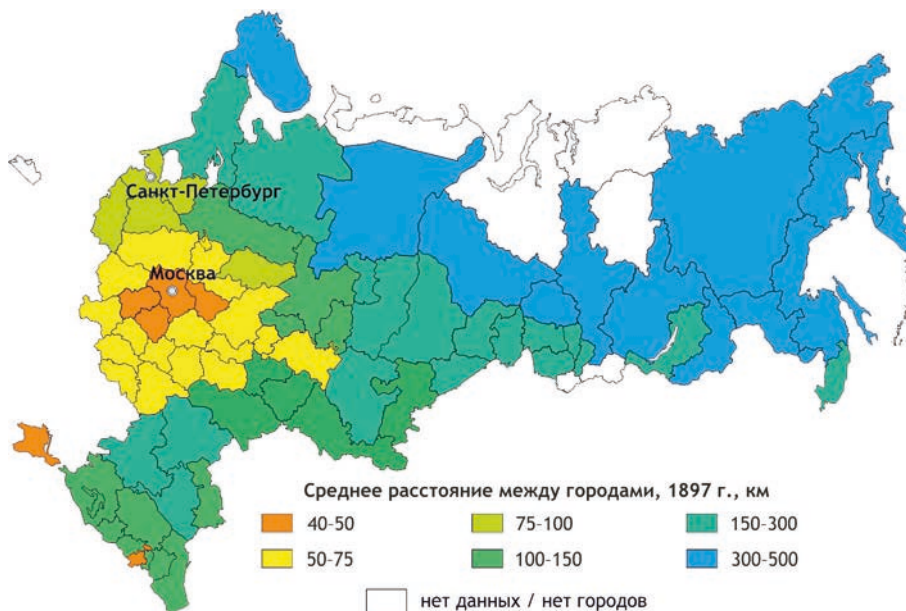 Санкт-Петербург
Москва
Среднее расстояние между городами, 1897 г., км
40-50
75-100
150-300
50-75
100-150
300-500
нет данных / нет городов